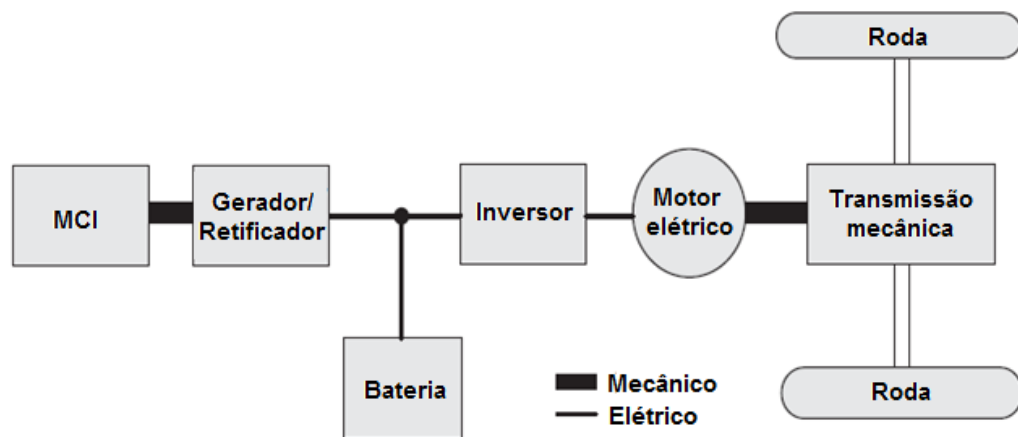 Roda
MCI
Gerador/
Retificador
Inversor
Motor
elétrico
Transmissão
mecânica
Bateria
Mecânico
Elétrico
Roda